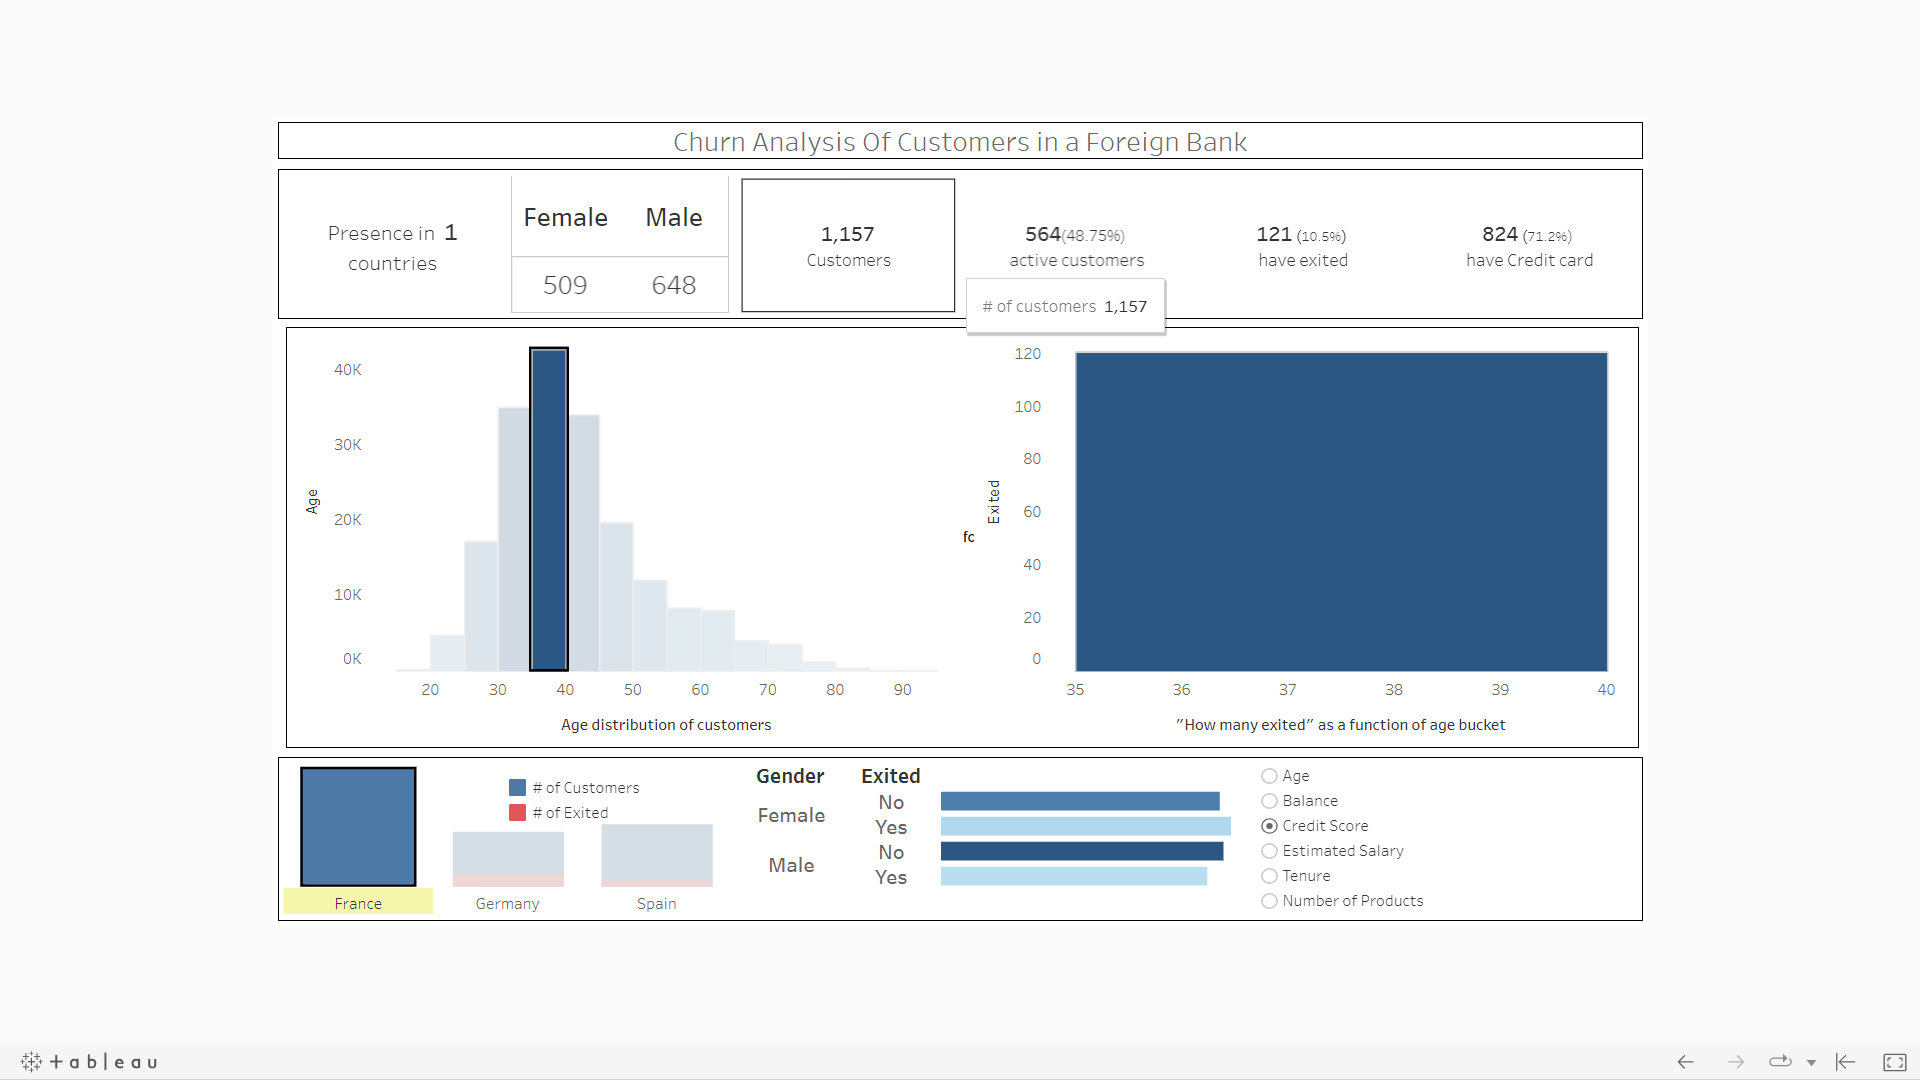 Churn Analysis Of Customers in a Foreign Bank
Presence in 1
countries
Female Male
509 648
1,157
Customers
564(48.75%)
active customers
121 (10.5%)
have exited
824 (71.2%)
have Credit card
# of customers 1,157
40K
30K
20K
10K
0K
Age
20 30 40 50 60 70 80 90
Age distribution of customers
fc
120
100
80
60
40
20
0
Exited
35 36 37 38 39 40
"How many exited" as a function of age bucket
# of Customers
# of Exited
France Germany Spain
Gender Exited
Female
No
Yes
Male
No
Yes
Age
Balance
Credit Score
Estimated Salary
Tenure
Number of Products
+ a b l e a u